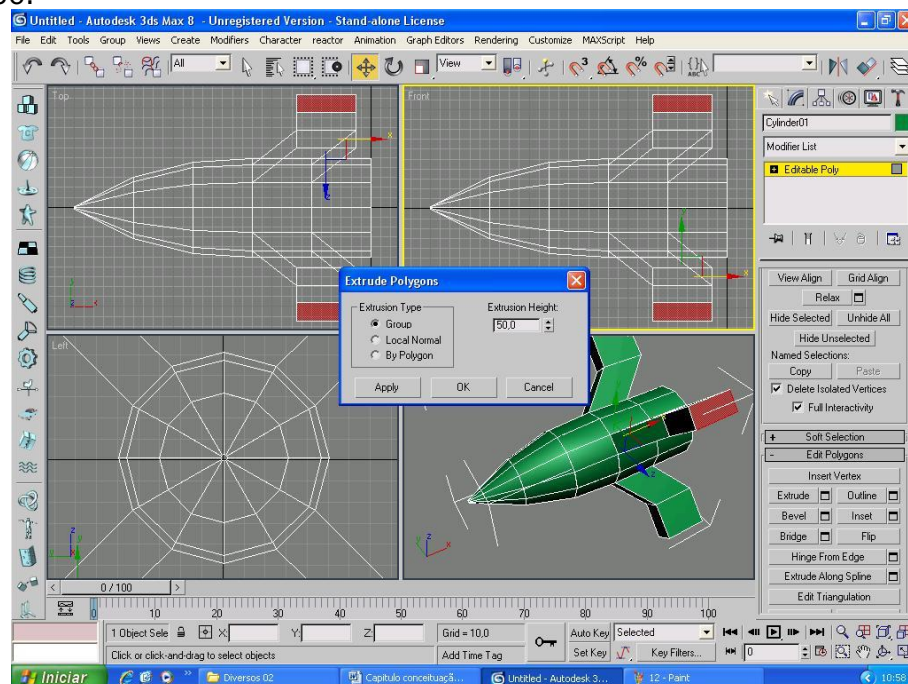 Untitled - Autodesk 3ds Max 8 - Unregistered Version - Stand-alone License
File Edit Tools Group Views Create Modifiers Character reactor Animation Graph Editors Rendering Customize MAXScript Help
All
View
Top
Front
Cylinder01
Modifier List
Editable Poly
Extrude Polygons
Extrusion Type
Group
Local Normal
By Polygon
Extrusion Height:
50,0
Apply OK Cancel
Left
View Align Grid Align
Relax
Hide Selected Unhide All
Hide Unselected
Named Selections:
Copy Paste
Delete Isolated Vertices
Full Interactivity
+ Soft Selection
- Edit Polygons
Insert Vertex
Extrude Outline
Bevel Inset
Bridge Flip
Hinge From Edge
Extrude Along Spline
Edit Triangulation
0 / 100
0 10 20 30 40 50 60 70 80 90 100
1 Object Sele X: Y: Z: Grid = 10,0 Auto Key Selected
Click or click-and-drag to select objects Add Time Tag Set Key Key Filters... 0
Iniciar Diversos 02 Capitulo conceituaçã... Untitled - Autodesk 3... 12 - Paint 10:58